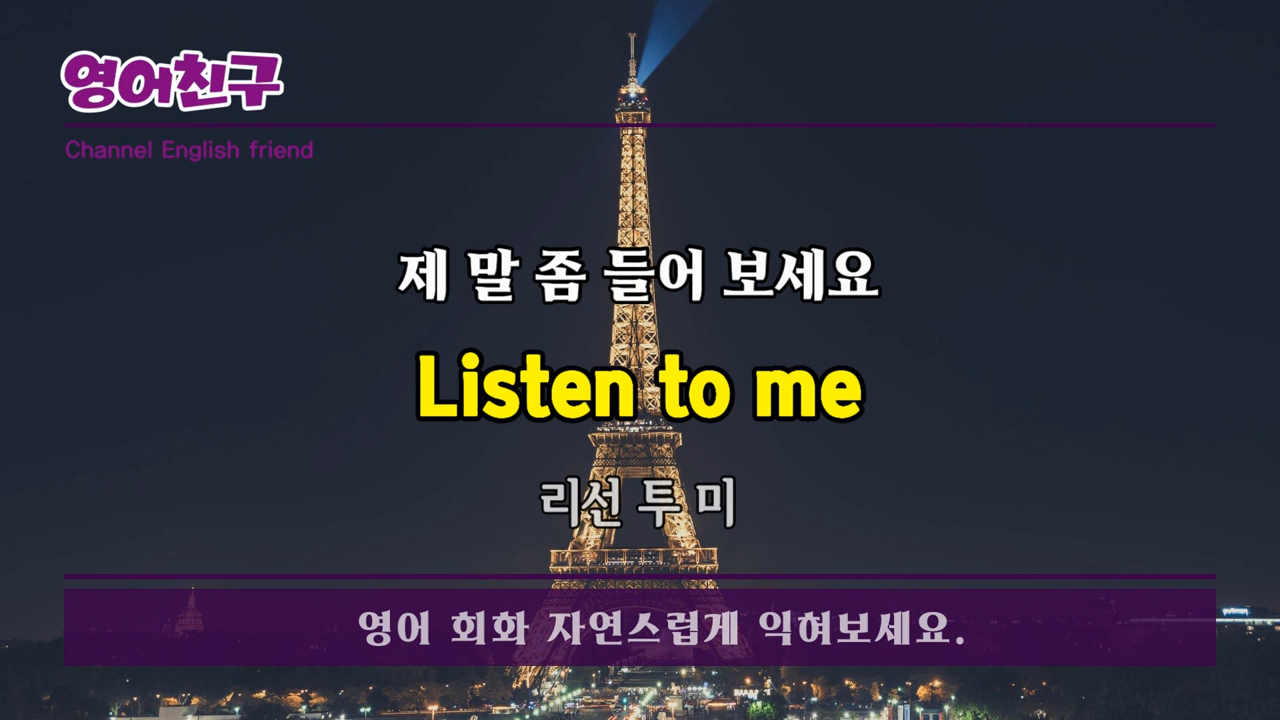 영어친구
Channel English friend
제 말 좀 들어 보세요
Listen to me
리선 투 미
영어 회화 자연스럽게 익혀보세요.